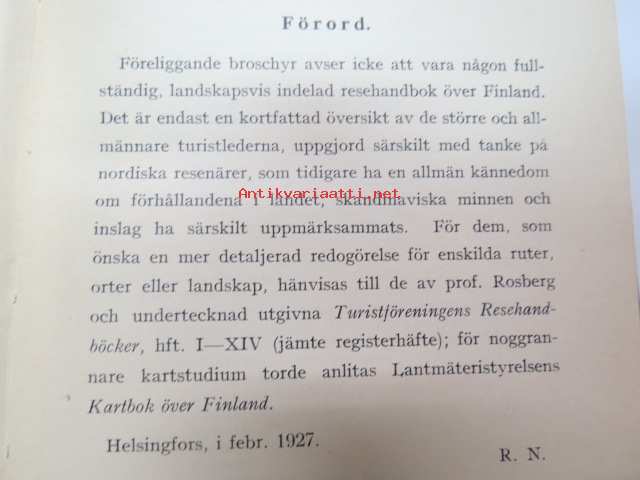 Förord.
Föreliggande broschyr avser icke att vara någon full-
ständig, landskapsvis indelad resehandbok över Finland.
Det är endast en kortfattad översikt av de större och all-
männare turistlederna, uppgjord särskilt med tanke på
nordiska resenärer, som tidigare ha en allmän kännedom
Antikvariaatti.net
om förhållandena i landet, skandinaviska minnen och
inslag ha särskilt uppmärksammats. För dem, som
önska en mer detaljerad redogörelse för enskilda ruter,
orter eller landskap, hänvisas till de av prof. Rosberg
och undertecknad utgivna Turistföreningens Resehand-
böcker, hft. I—XIV (jämte registerhäfte); för noggran-
nare kartstudium torde anlitas Lantmäteristyrelsens
Kartbok över Finland.
Helsingfors, i febr. 1927.
R. N.